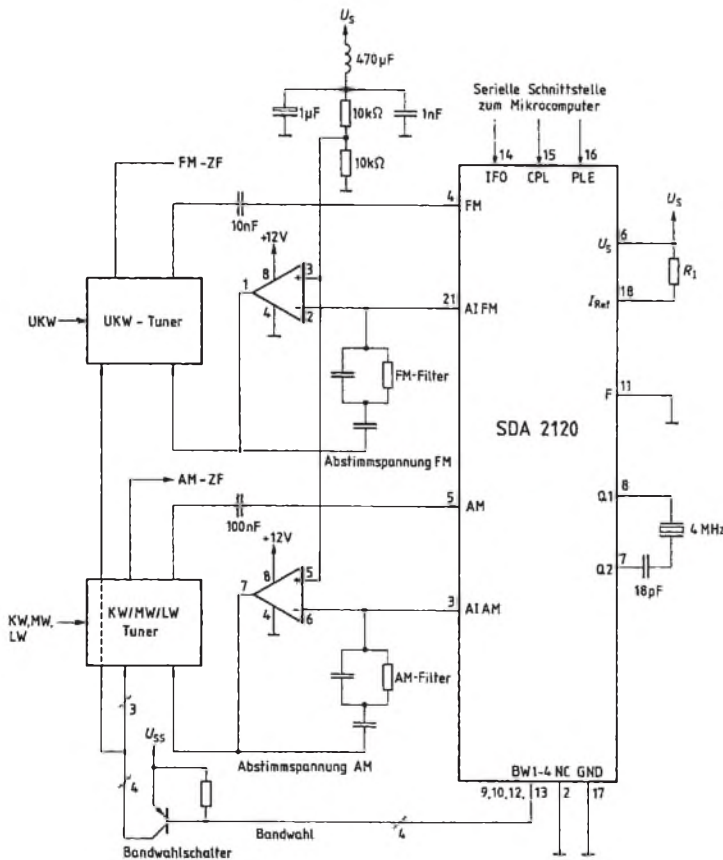 U_S
470µF
1µF
10kΩ
1nF
10kΩ
Serielle Schnittstelle
zum Mikrocomputer
14
15
16
IFO
CPL
PLE
FM-ZF
10nF
4
FM
U_S
6
U_S
R_1
18
I_Ref
+12V
8
3
+
1
4
-
2
21
AI FM
UKW
UKW-Tuner
FM-Filter
F
11
SDA 2120
Abstimmspannung FM
AM-ZF
100nF
5
AM
8
Q1
4 MHz
7
Q2
18pF
+12V
8
5
+
7
4
-
6
3
AI AM
KW,MW,
LW
KW/MW/LW
Tuner
AM-Filter
3
U_SS
Abstimmspannung AM
4
BW1-4 NC GND
9,10,12,
13
2
17
Bandwahl
4
Bandwahlschalter